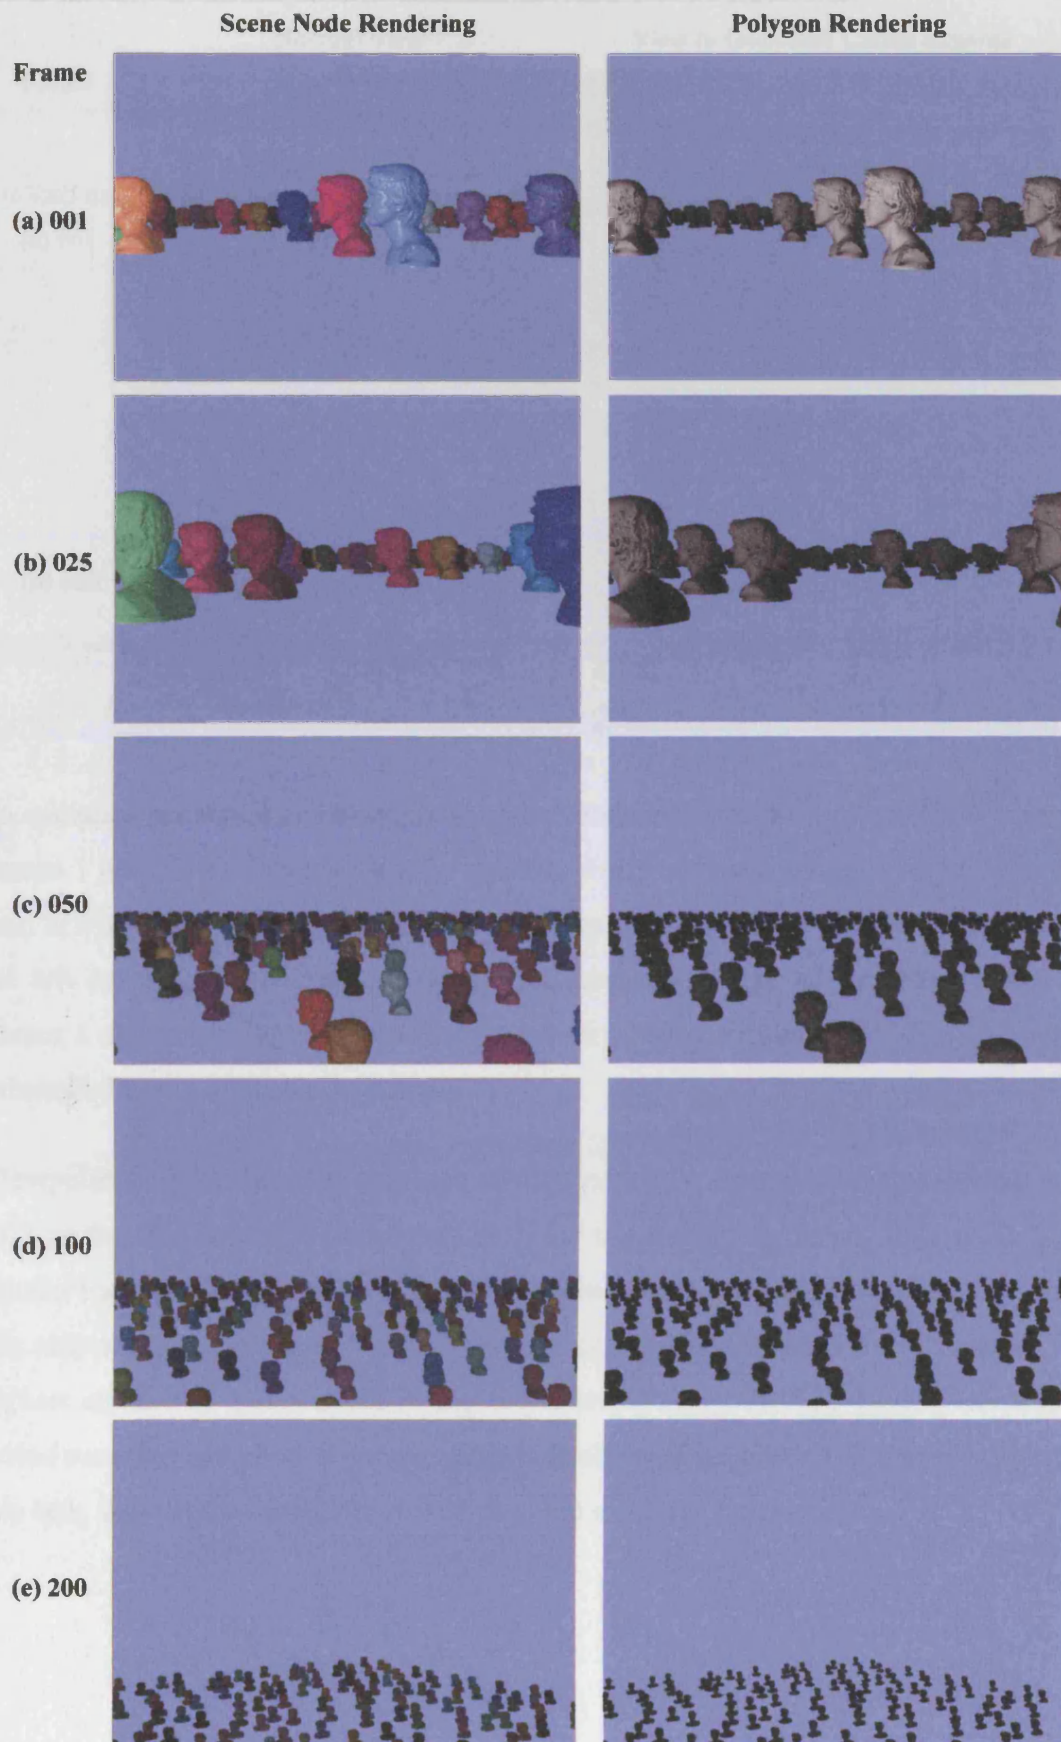 Scene Node Rendering Polygon Rendering
Frame
(a) 001
(b) 025
(c) 050
(d) 100
(e) 200